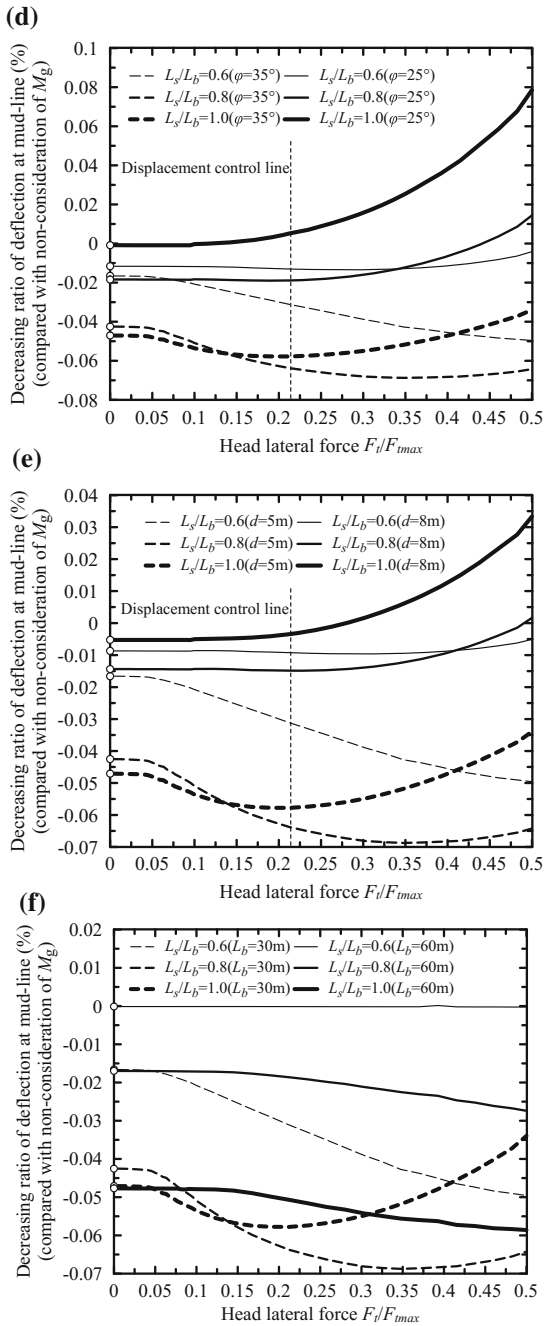 (d)
Decreasing ratio of deflection at mud-line (%)
(compared with non-consideration of Mg)
0.1
0.08
0.06
0.04
0.02
0
-0.02
-0.04
-0.06
-0.08
Ls/Lb=0.6(φ=35°) Ls/Lb=0.6(φ=25°)
Ls/Lb=0.8(φ=35°) Ls/Lb=0.8(φ=25°)
Ls/Lb=1.0(φ=35°) Ls/Lb=1.0(φ=25°)
Displacement control line
0 0.05 0.1 0.15 0.2 0.25 0.3 0.35 0.4 0.45 0.5
Head lateral force Ft/Ftmax
(e)
Decreasing ratio of deflection at mud-line (%)
(compared with non-consideration of Mg)
0.04
0.03
0.02
0.01
0
-0.01
-0.02
-0.03
-0.04
-0.05
-0.06
-0.07
Ls/Lb=0.6(d=5m) Ls/Lb=0.6(d=8m)
Ls/Lb=0.8(d=5m) Ls/Lb=0.8(d=8m)
Ls/Lb=1.0(d=5m) Ls/Lb=1.0(d=8m)
Displacement control line
0 0.05 0.1 0.15 0.2 0.25 0.3 0.35 0.4 0.45 0.5
Head lateral force Ft/Ftmax
(f)
Decreasing ratio of deflection at mud-line (%)
(compared with non-consideration of Mg)
0.02
0.01
0
-0.01
-0.02
-0.03
-0.04
-0.05
-0.06
-0.07
Ls/Lb=0.6(Lb=30m) Ls/Lb=0.6(Lb=60m)
Ls/Lb=0.8(Lb=30m) Ls/Lb=0.8(Lb=60m)
Ls/Lb=1.0(Lb=30m) Ls/Lb=1.0(Lb=60m)
0 0.05 0.1 0.15 0.2 0.25 0.3 0.35 0.4 0.45 0.5
Head lateral force Ft/Ftmax